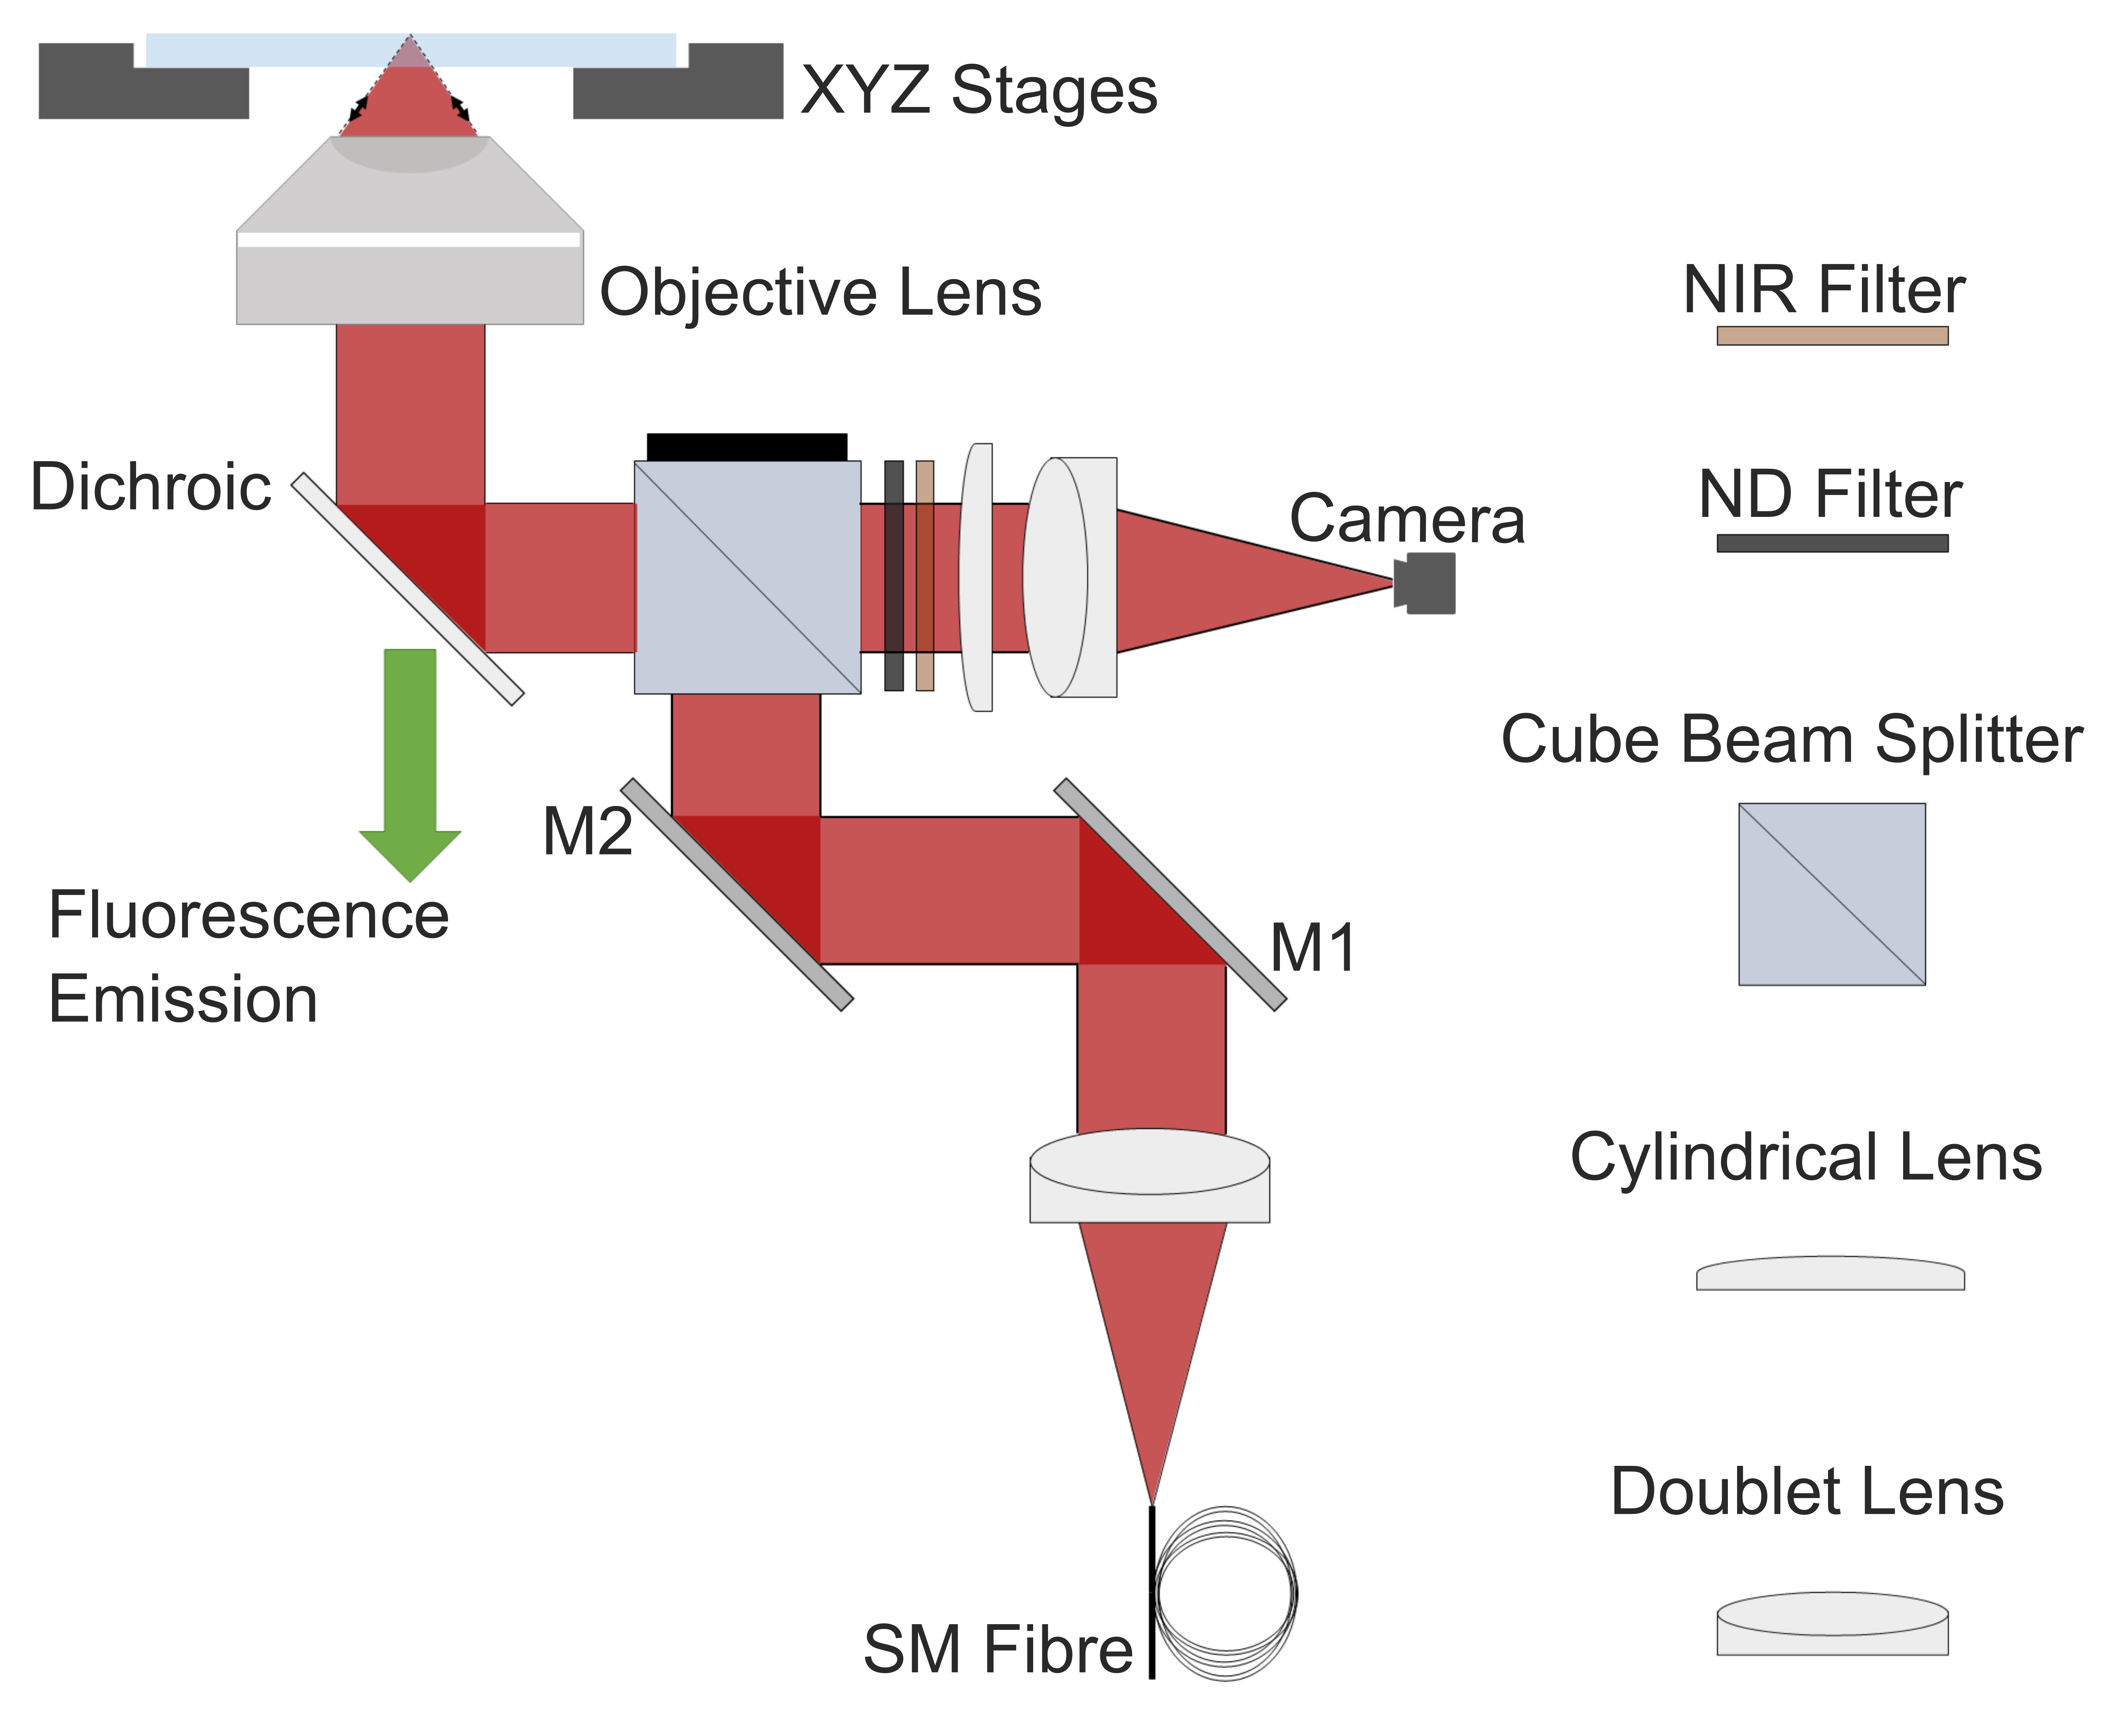 XYZ Stages
Objective Lens
NIR Filter
Dichroic
ND Filter
Camera
Cube Beam Splitter
M2
Fluorescence
Emission
M1
Cylindrical Lens
Doublet Lens
SM Fibre